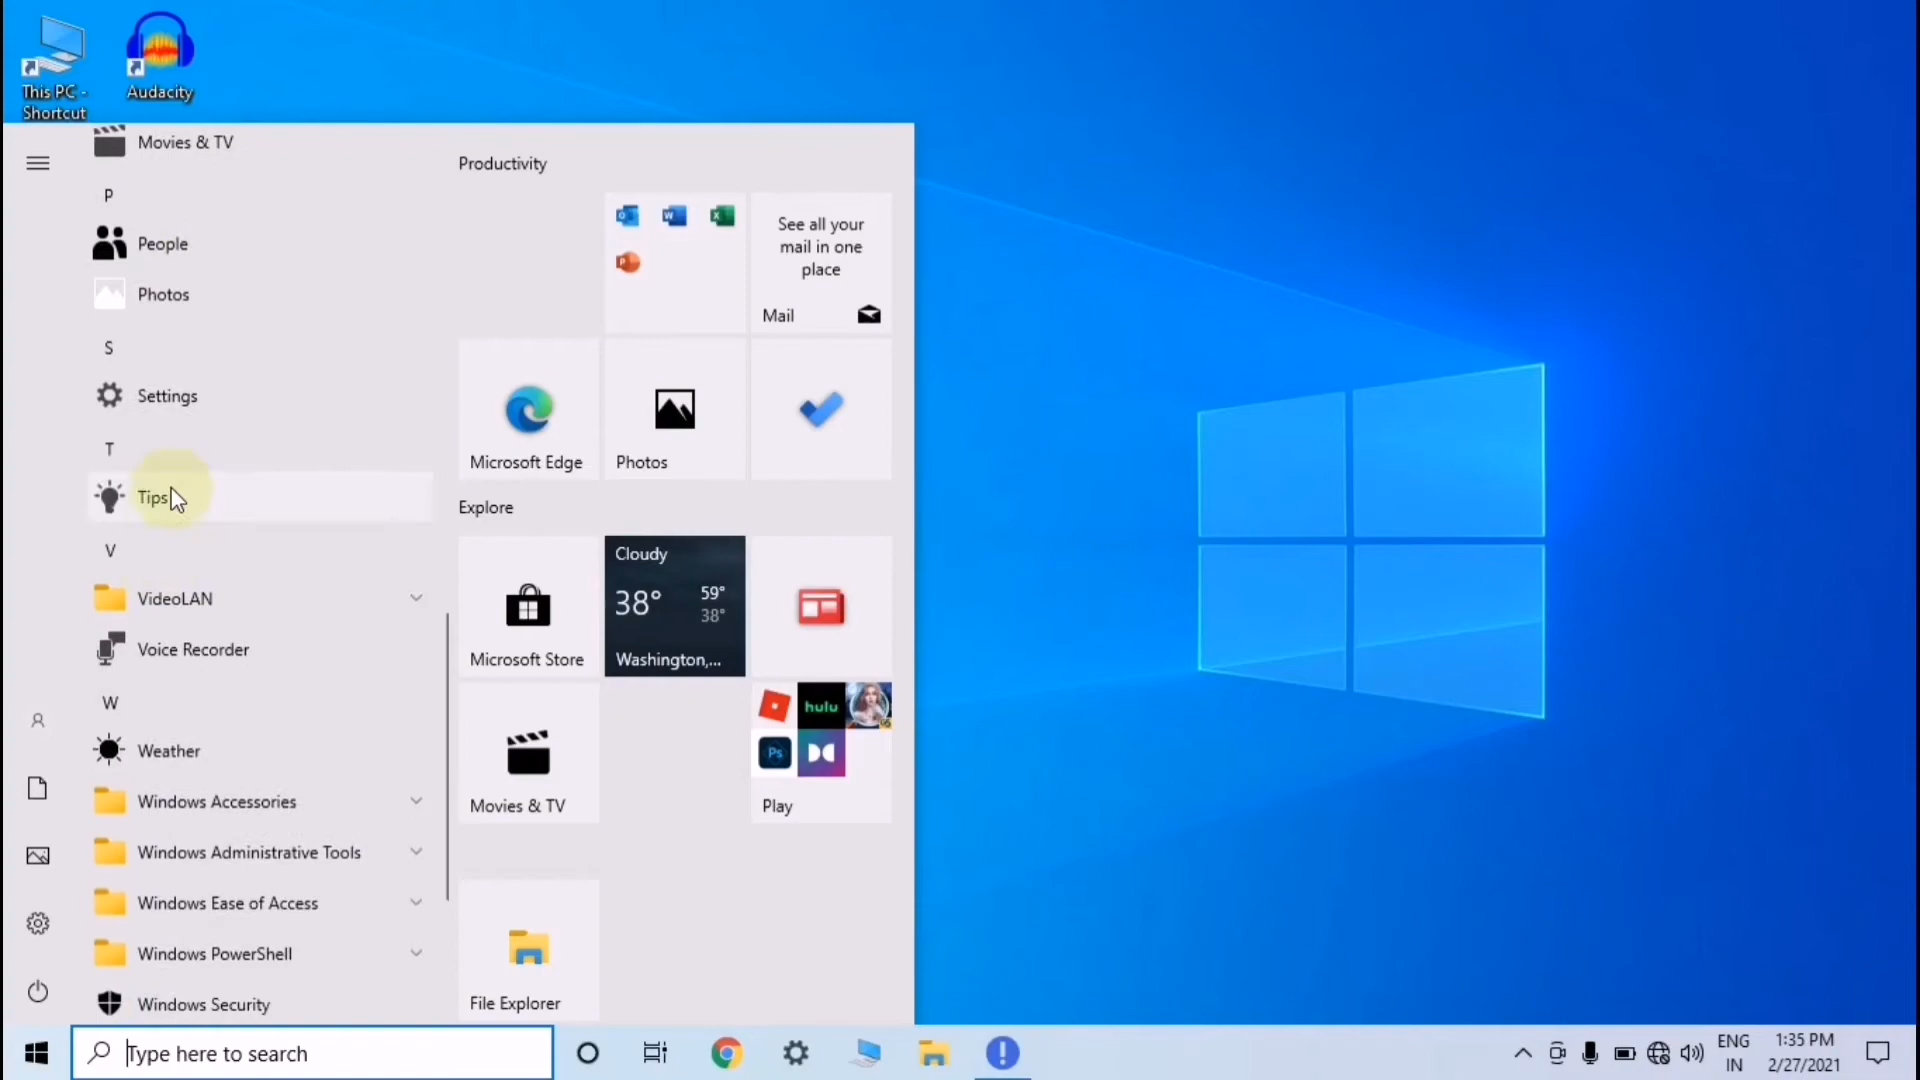 This PC -
Shortcut
Audacity
Movies & TV
P
People
Photos
S
Settings
T
Tips
V
VideoLAN
Voice Recorder
W
Weather
Windows Accessories
Windows Administrative Tools
Windows Ease of Access
Windows PowerShell
Windows Security
Productivity
See all your
mail in one
place
Mail
Microsoft Edge
Photos
Explore
Microsoft Store
Cloudy
38°
59°
38°
Washington,...
Movies & TV
hulu
Ps
Play
File Explorer
Type here to search
ENG
IN
1:35 PM
2/27/2021